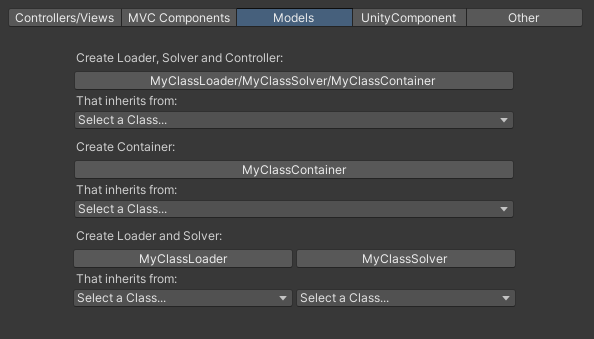 Controllers/Views MVC Components Models UnityComponent Other
Create Loader, Solver and Controller:
MyClassLoader/MyClassSolver/MyClassContainer
That inherits from:
Select a Class...
Create Container:
MyClassContainer
That inherits from:
Select a Class...
Create Loader and Solver:
MyClassLoader MyClassSolver
That inherits from:
Select a Class... Select a Class...